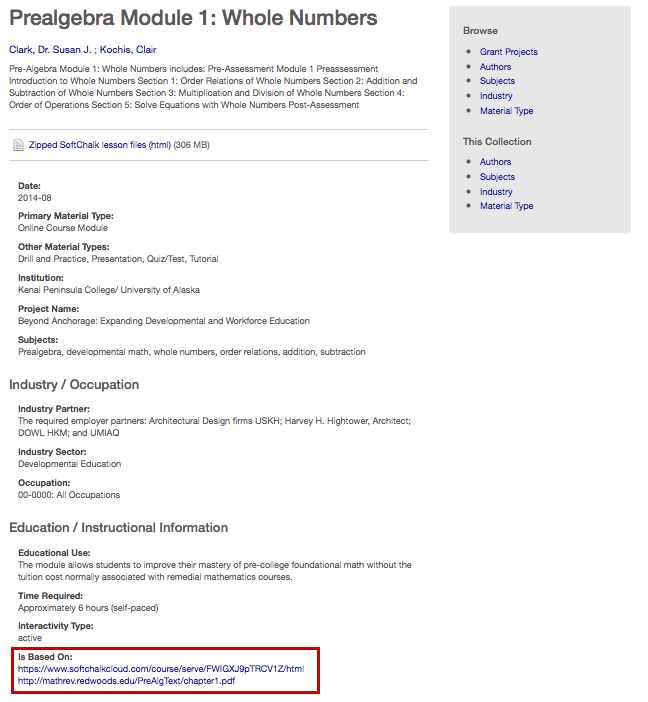 Prealgebra Module 1: Whole Numbers
Clark, Dr. Susan J. ; Kochis, Clair
Pre-Algebra Module 1: Whole Numbers includes: Pre-Assessment Module 1 Preassessment
Introduction to Whole Numbers Section 1: Order Relations of Whole Numbers Section 2: Addition and
Subtraction of Whole Numbers Section 3: Multiplication and Division of Whole Numbers Section 4:
Order of Operations Section 5: Solve Equations with Whole Numbers Post-Assessment
Zipped SoftChalk lesson files (html) (306 MB)
Date:
2014-08
Primary Material Type:
Online Course Module
Other Material Types:
Drill and Practice, Presentation, Quiz/Test, Tutorial
Institution:
Kenai Peninsula College/ University of Alaska
Project Name:
Beyond Anchorage: Expanding Developmental and Workforce Education
Subjects:
Prealgebra, developmental math, whole numbers, order relations, addition, subtraction
Industry / Occupation
Industry Partner:
The required employer partners: Architectural Design firms USKH; Harvey H. Hightower, Architect;
DOWL HKM; and UMIAQ
Industry Sector:
Developmental Education
Occupation:
00-0000: All Occupations
Education / Instructional Information
Educational Use:
The module allows students to improve their mastery of pre-college foundational math without the
tuition cost normally associated with remedial mathematics courses.
Time Required:
Approximately 6 hours (self-paced)
Interactivity Type:
active
Is Based On:
https://www.softchalkcloud.com/course/serve/FWIGXJ9pTRCV1Z/html
http://mathrev.redwoods.edu/PreAlgText/chapter1.pdf
Browse
Grant Projects
Authors
Subjects
Industry
Material Type
This Collection
Authors
Subjects
Industry
Material Type